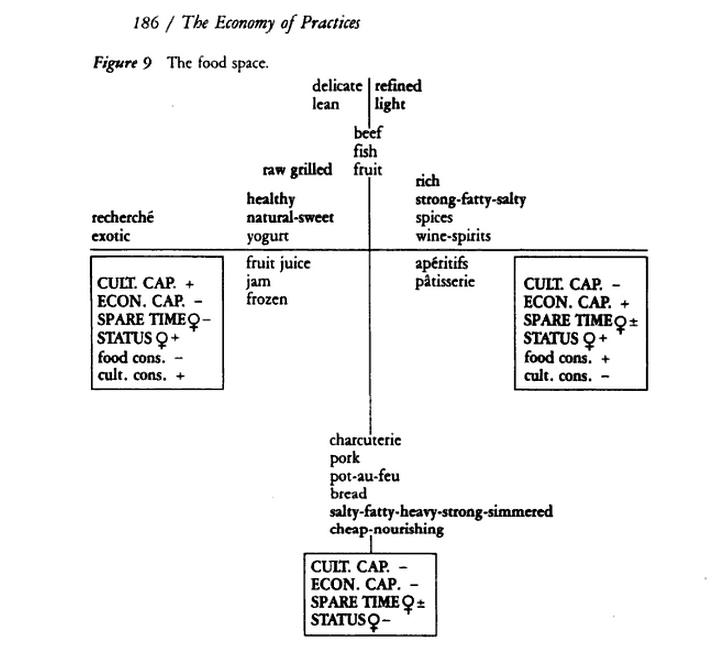 186 / The Economy of Practices
Figure 9 The food space.
delicate refined
lean light
beef
fish
raw grilled fruit
rich
healthy strong-fatty-salty
recherché natural-sweet spices
exotic yogurt wine-spirits
fruit juice apéritifs
jam pâtisserie
frozen
CULT. CAP. +
ECON. CAP. –
SPARE TIME♀–
STATUS ♀+
food cons. –
cult. cons. +
CULT. CAP. –
ECON. CAP. +
SPARE TIME♀±
STATUS ♀+
food cons. +
cult. cons. –
charcuterie
pork
pot-au-feu
bread
salty-fatty-heavy-strong-simmered
cheap-nourishing
CULT. CAP. –
ECON. CAP. –
SPARE TIME♀±
STATUS♀–